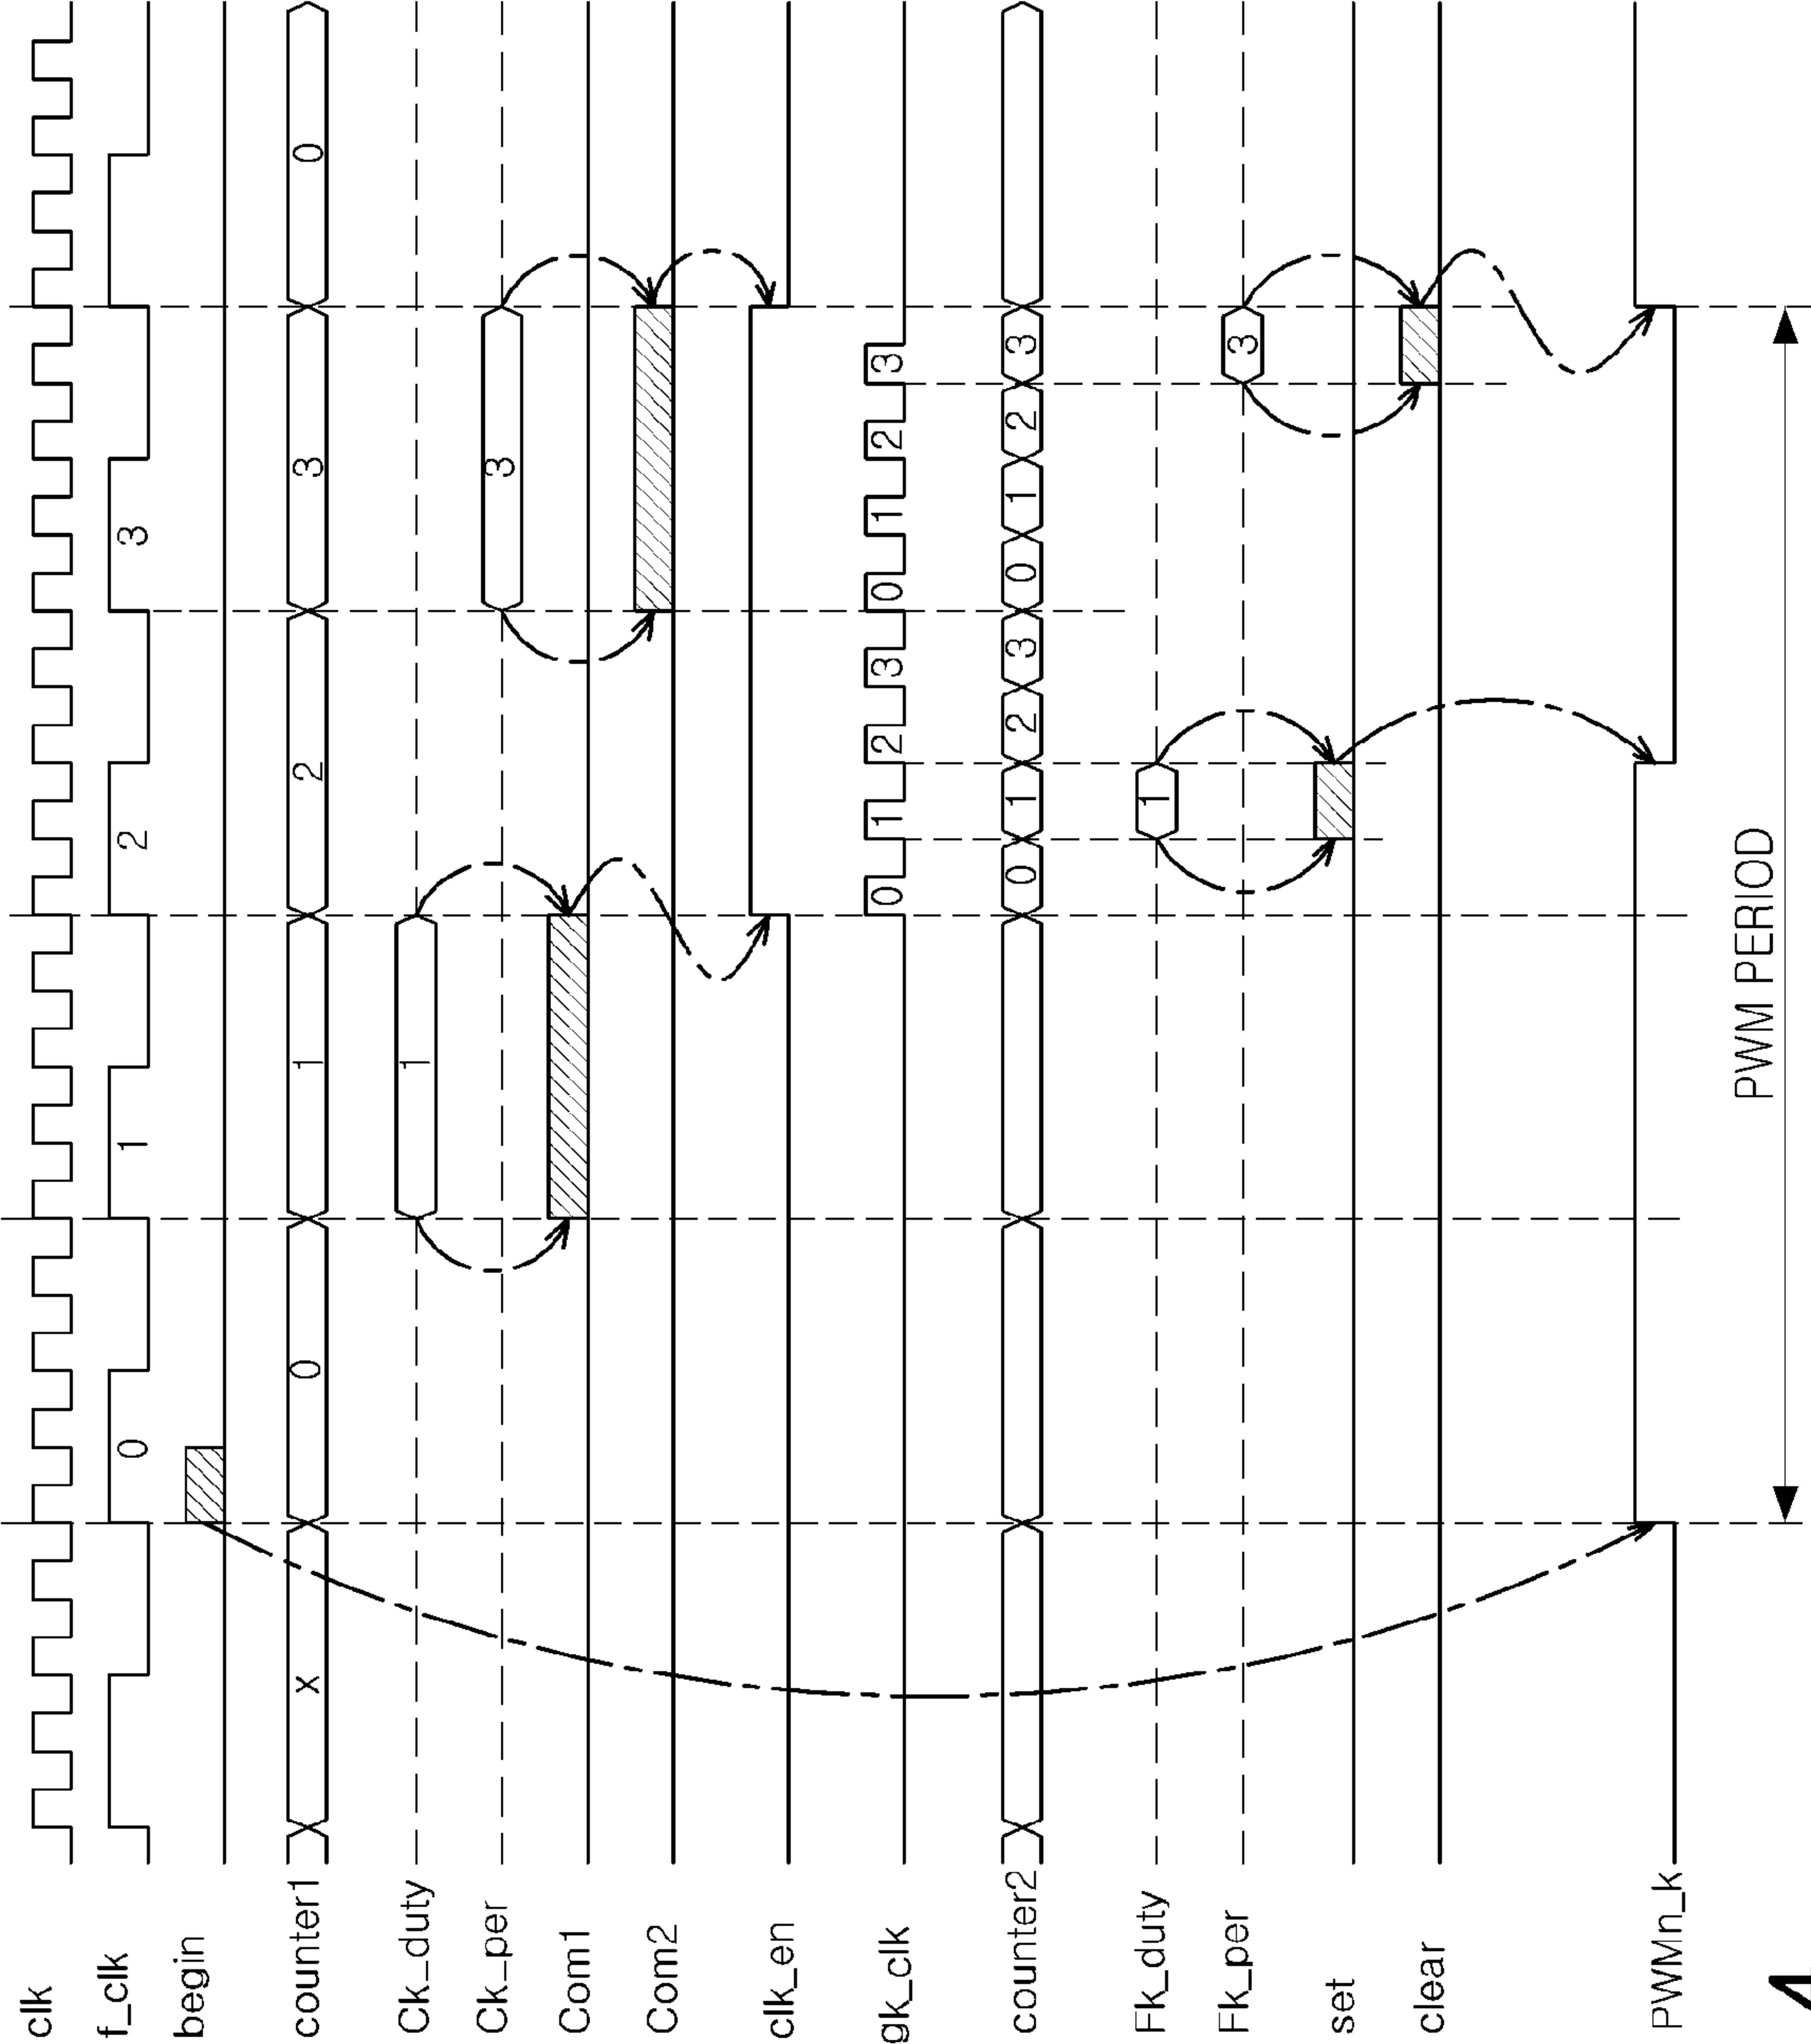 clk
f_clk 0 1 2 3
begin
counter1 x 0 1 2 3 0
Ck_duty 1
Ck_per 3
Com1
Com2
clk_en
gk_clk 0 1 2 3 0 1 2 3
counter2 0 1 2 3 0 1 2 3
Fk_duty 1
Fk_per 3
set
clear
PWMn_k
PWM PERIOD
4